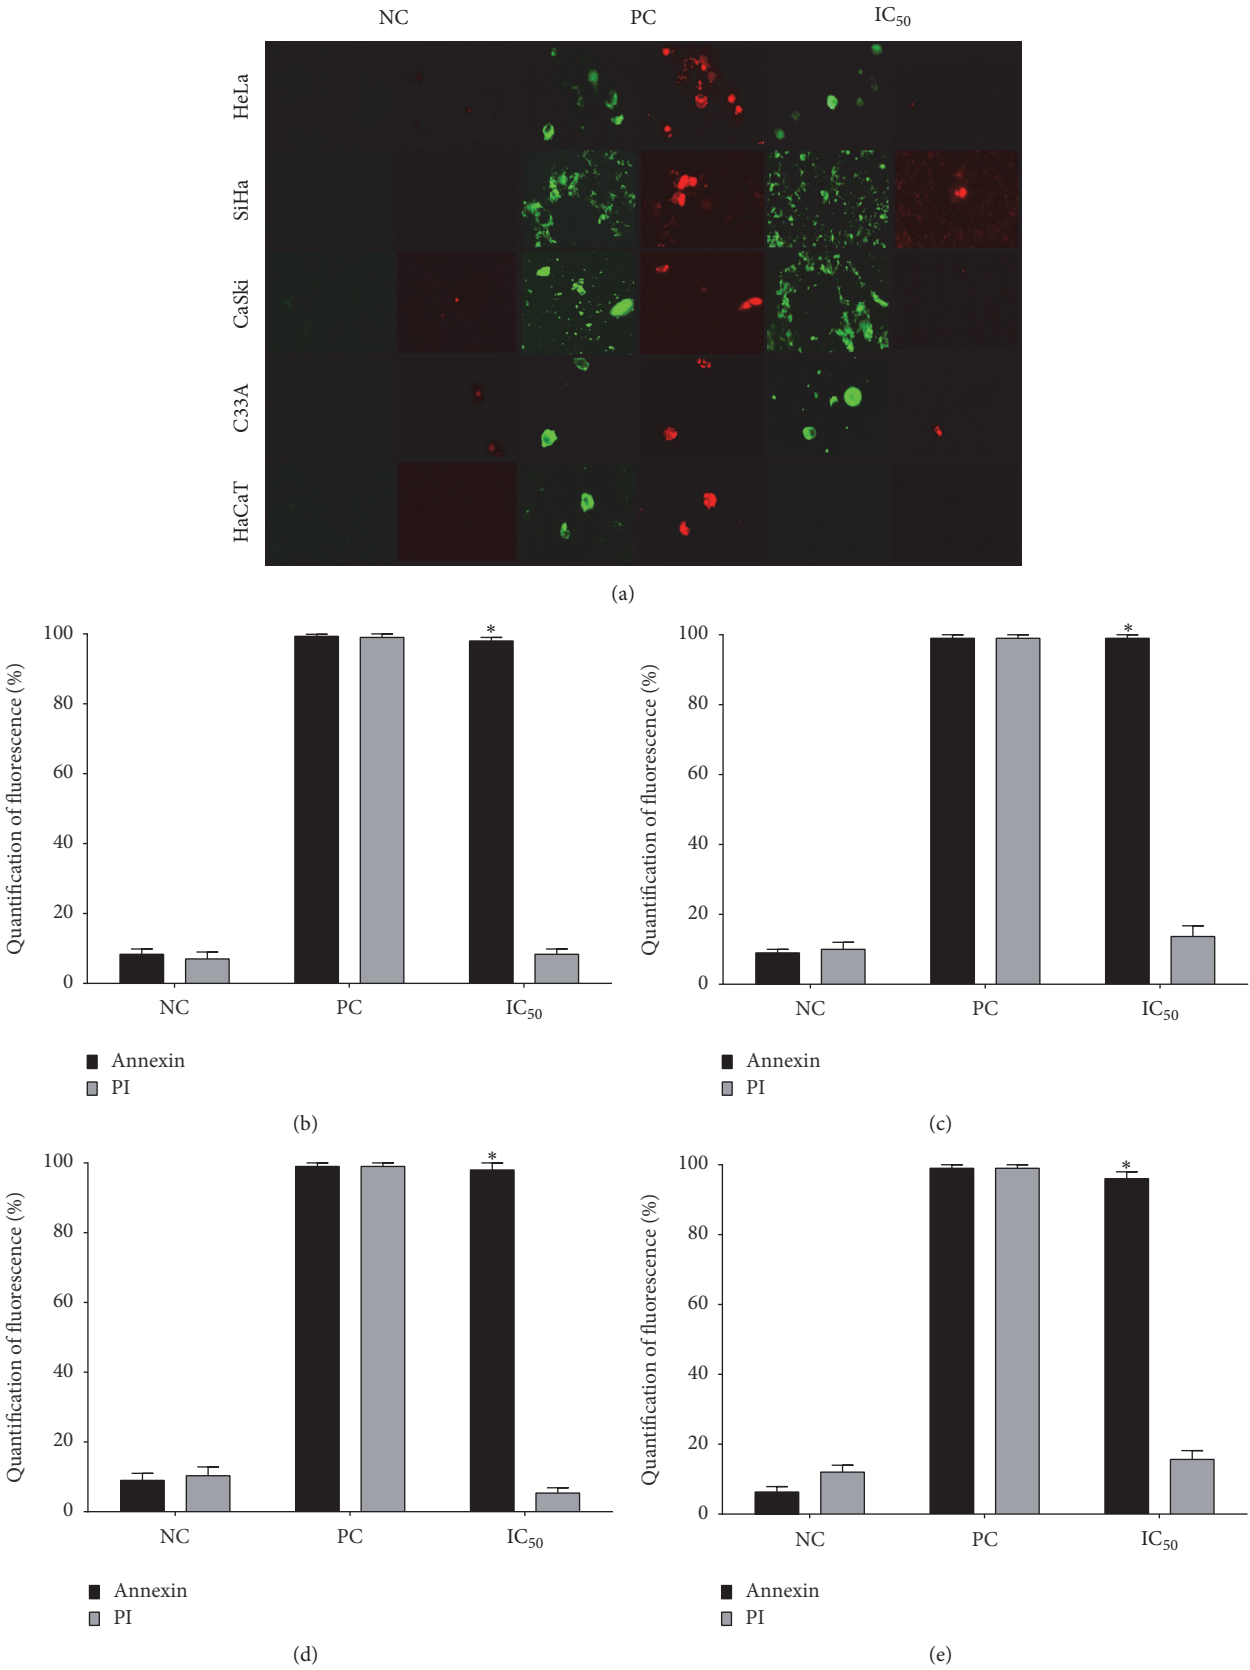 NC PC IC50
HeLa
SiHa
CaSki
C33A
HaCaT
(a)
Quantification of fluorescence (%)
100
80
60
40
20
0
*
NC PC IC50
Annexin
PI
(b)
Quantification of fluorescence (%)
100
80
60
40
20
0
*
NC PC IC50
Annexin
PI
(c)
Quantification of fluorescence (%)
100
80
60
40
20
0
*
NC PC IC50
Annexin
PI
(d)
Quantification of fluorescence (%)
100
80
60
40
20
0
*
NC PC IC50
Annexin
PI
(e)